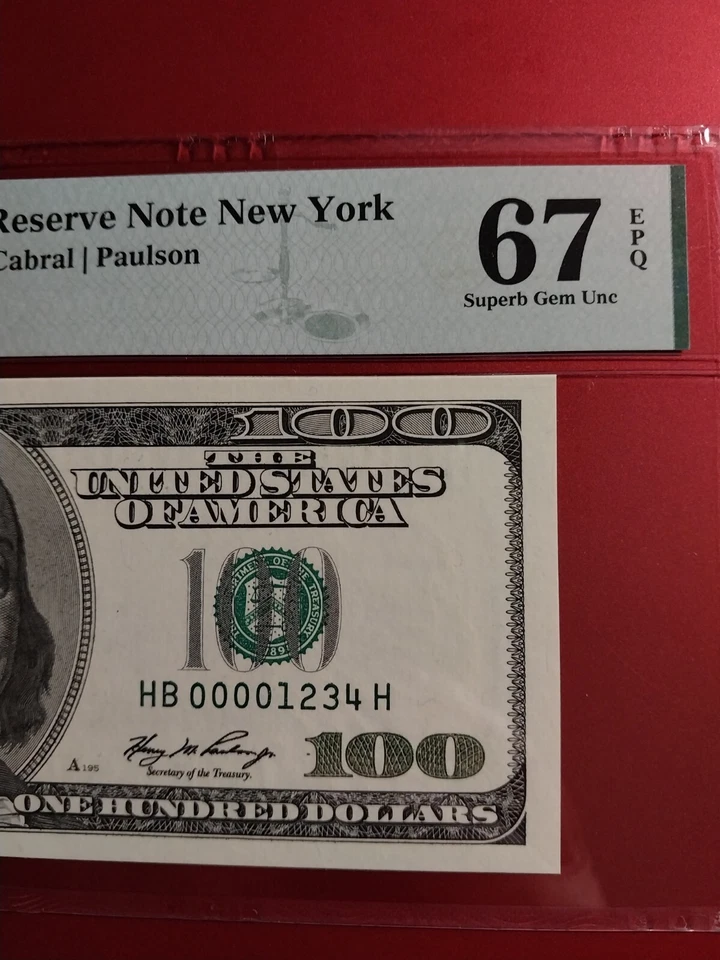 Reserve Note New York
Cabral | Paulson
67
EPQ
Superb Gem Unc
100
THE
UNITED STATES
OF AMERICA
100
HB 00001234 H
A 195
Secretary of the Treasury.
100
ONE HUNDRED DOLLARS